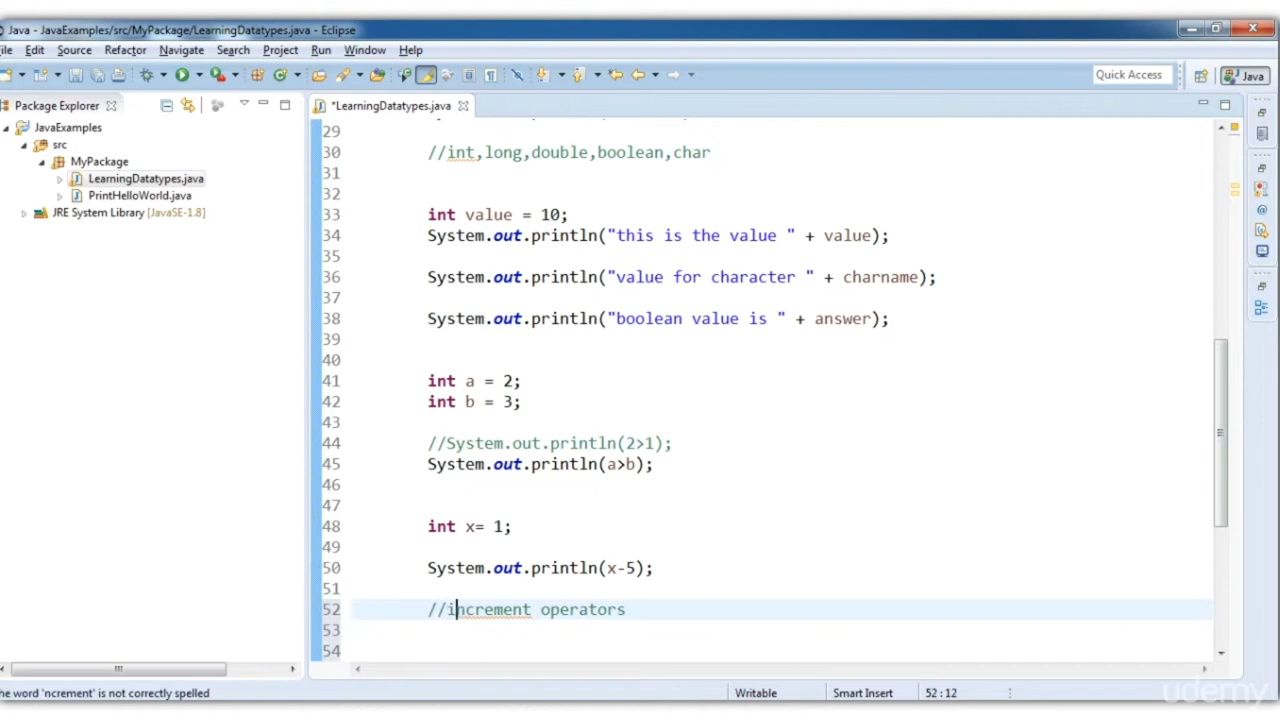 Java - JavaExamples/src/MyPackage/LearningDatatypes.java - Eclipse
ile Edit Source Refactor Navigate Search Project Run Window Help
Quick Access
Java
Package Explorer
*LearningDatatypes.java
JavaExamples
src
MyPackage
LearningDatatypes.java
PrintHelloWorld.java
JRE System Library [JavaSE-1.8]
29
30 //int,long,double,boolean,char
31
32
33 int value = 10;
34 System.out.println("this is the value " + value);
35
36 System.out.println("value for character " + charname);
37
38 System.out.println("boolean value is " + answer);
39
40
41 int a = 2;
42 int b = 3;
43
44 //System.out.println(2>1);
45 System.out.println(a>b);
46
47
48 int x= 1;
49
50 System.out.println(x-5);
51
52 //increment operators
53
54
he word 'ncrement' is not correctly spelled
Writable
Smart Insert
52 : 12
udemy